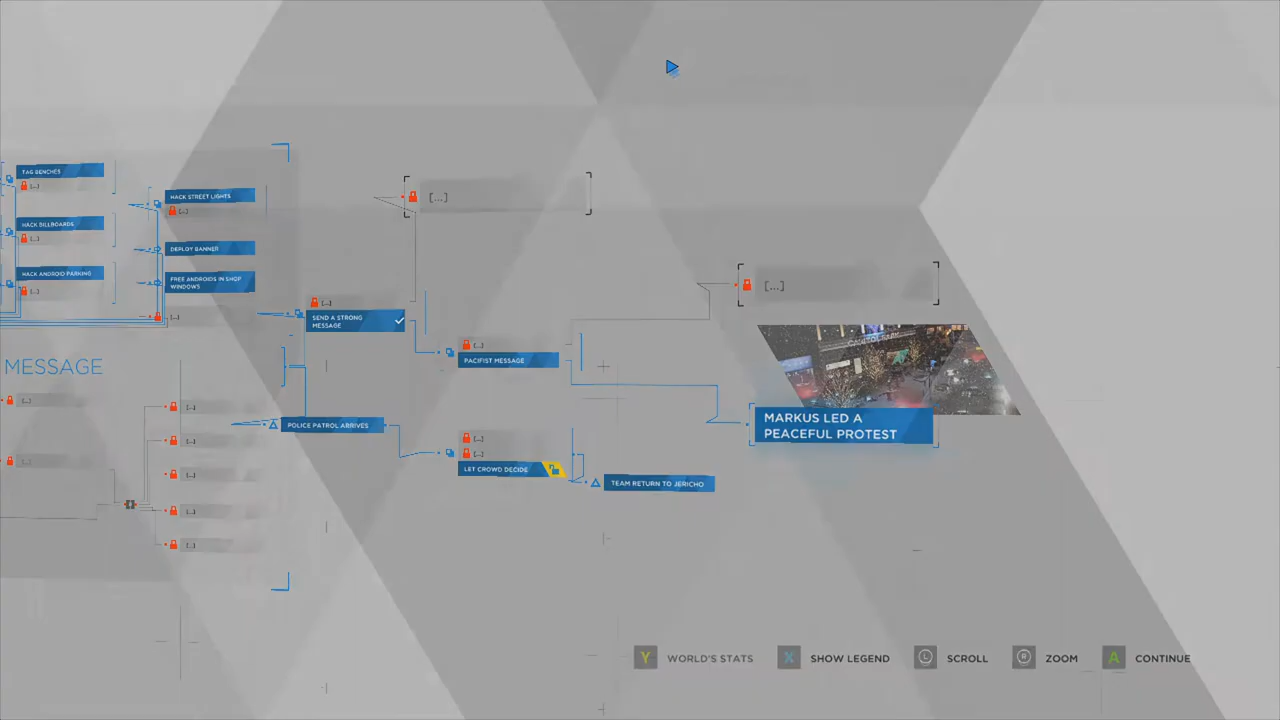 TAG BENCHES
[...]
HACK STREET LIGHTS
[...]
[...]
HACK BILLBOARDS
[...]
DEPLOY BANNER
HACK ANDROID PARKING
[...]
FREE ANDROIDS IN SHOP
WINDOWS
[...]
[...]
[...]
SEND A STRONG
MESSAGE
[...]
PACIFIST MESSAGE
CAPITOL PARK
MESSAGE
[...]
[...]
MARKUS LED A
PEACEFUL PROTEST
POLICE PATROL ARRIVES
[...]
[...]
[...]
[...]
LET CROWD DECIDE
[...]
TEAM RETURN TO JERICHO
[...]
[...]
Y WORLD'S STATS
X SHOW LEGEND
L SCROLL
R ZOOM
A CONTINUE